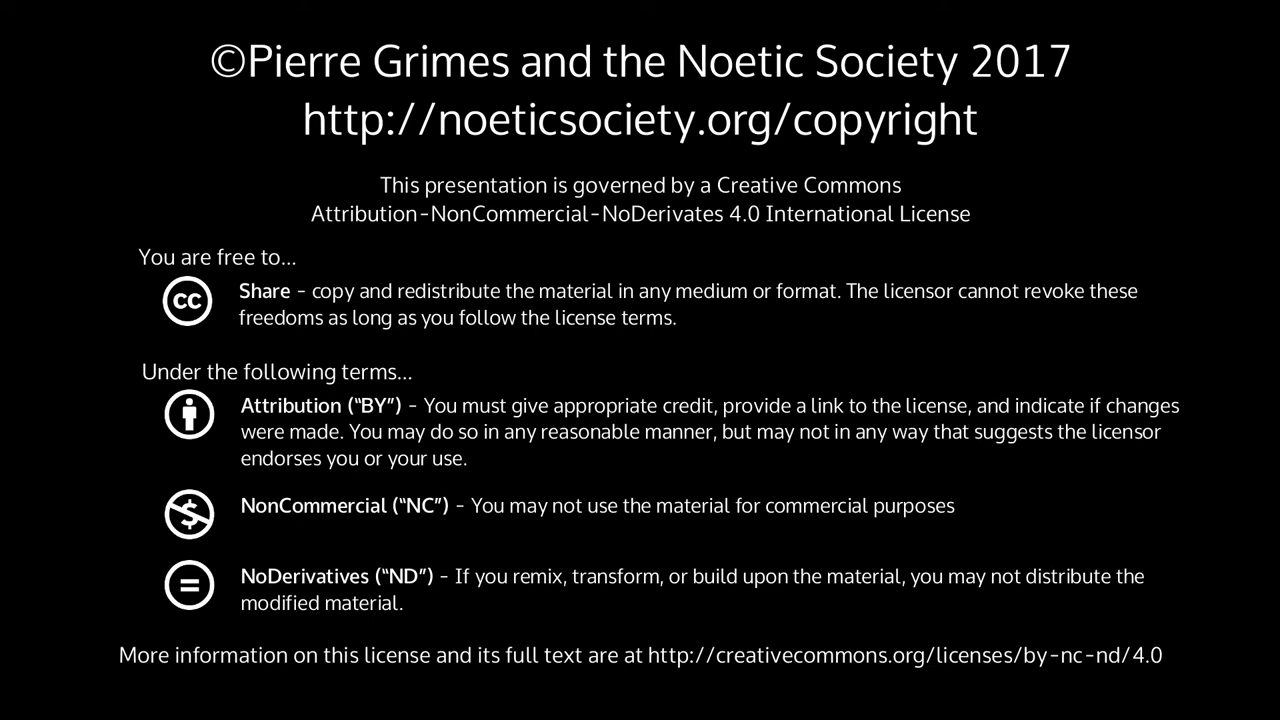 ©Pierre Grimes and the Noetic Society 2017
http://noeticsociety.org/copyright
This presentation is governed by a Creative Commons
Attribution-NonCommercial-NoDerivates 4.0 International License
You are free to...
cc
Share - copy and redistribute the material in any medium or format. The licensor cannot revoke these
freedoms as long as you follow the license terms.
Under the following terms...
Attribution (“BY”) - You must give appropriate credit, provide a link to the license, and indicate if changes
were made. You may do so in any reasonable manner, but may not in any way that suggests the licensor
endorses you or your use.
NonCommercial (“NC”) - You may not use the material for commercial purposes
NoDerivatives (“ND”) - If you remix, transform, or build upon the material, you may not distribute the
modified material.
More information on this license and its full text are at http://creativecommons.org/licenses/by-nc-nd/4.0